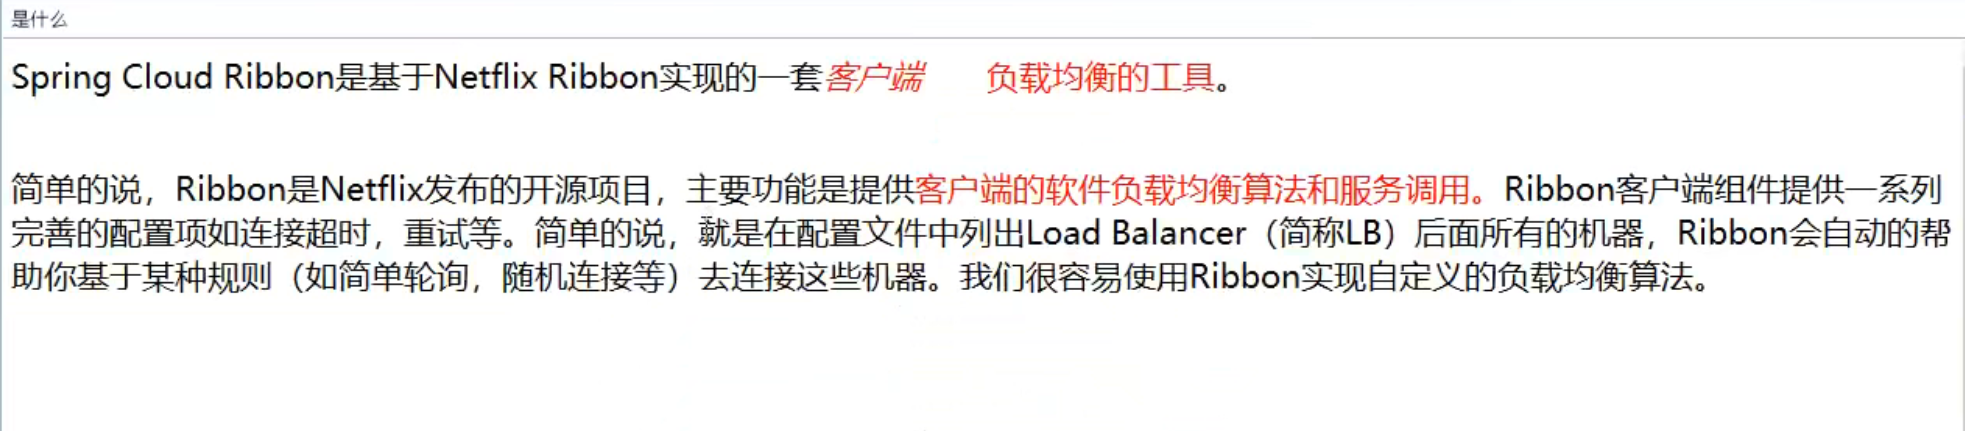 是什么
Spring Cloud Ribbon是基于Netflix Ribbon实现的一套客户端 负载均衡的工具。
简单的说，Ribbon是Netflix发布的开源项目，主要功能是提供客户端的软件负载均衡算法和服务调用。Ribbon客户端组件提供一系列
完善的配置项如连接超时，重试等。简单的说，就是在配置文件中列出Load Balancer（简称LB）后面所有的机器，Ribbon会自动的帮
助你基于某种规则（如简单轮询，随机连接等）去连接这些机器。我们很容易使用Ribbon实现自定义的负载均衡算法。